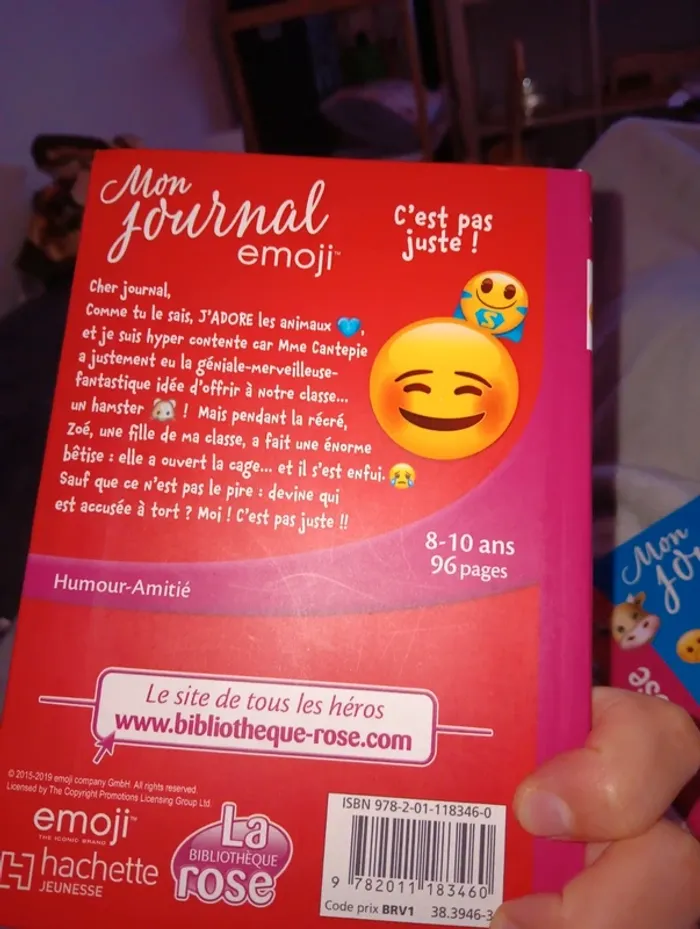 Mon
journal
emoji™
C'est pas
juste !
Cher journal,
Comme tu le sais, J'ADORE les animaux 💙,
et je suis hyper contente car Mme Cantepie
a justement eu la géniale-merveilleuse-
fantastique idée d'offrir à notre classe...
un hamster 🐹 ! Mais pendant la récré,
Zoé, une fille de ma classe, a fait une énorme
bêtise : elle a ouvert la cage... et il s'est enfui. 😢
Sauf que ce n'est pas le pire : devine qui
est accusée à tort ? Moi ! C'est pas juste !!
S
8-10 ans
96 pages
Humour-Amitié
Le site de tous les héros
www.bibliotheque-rose.com
© 2015-2019 emoji company GmbH. All rights reserved.
Licensed by The Copyright Promotions Licensing Group Ltd.
emoji™
THE ICONIC BRAND
hachette
JEUNESSE
La
BIBLIOTHÈQUE
rose
ISBN 978-2-01-118346-0
9 782011 183460
Code prix BRV1 38.3946-3
Mon